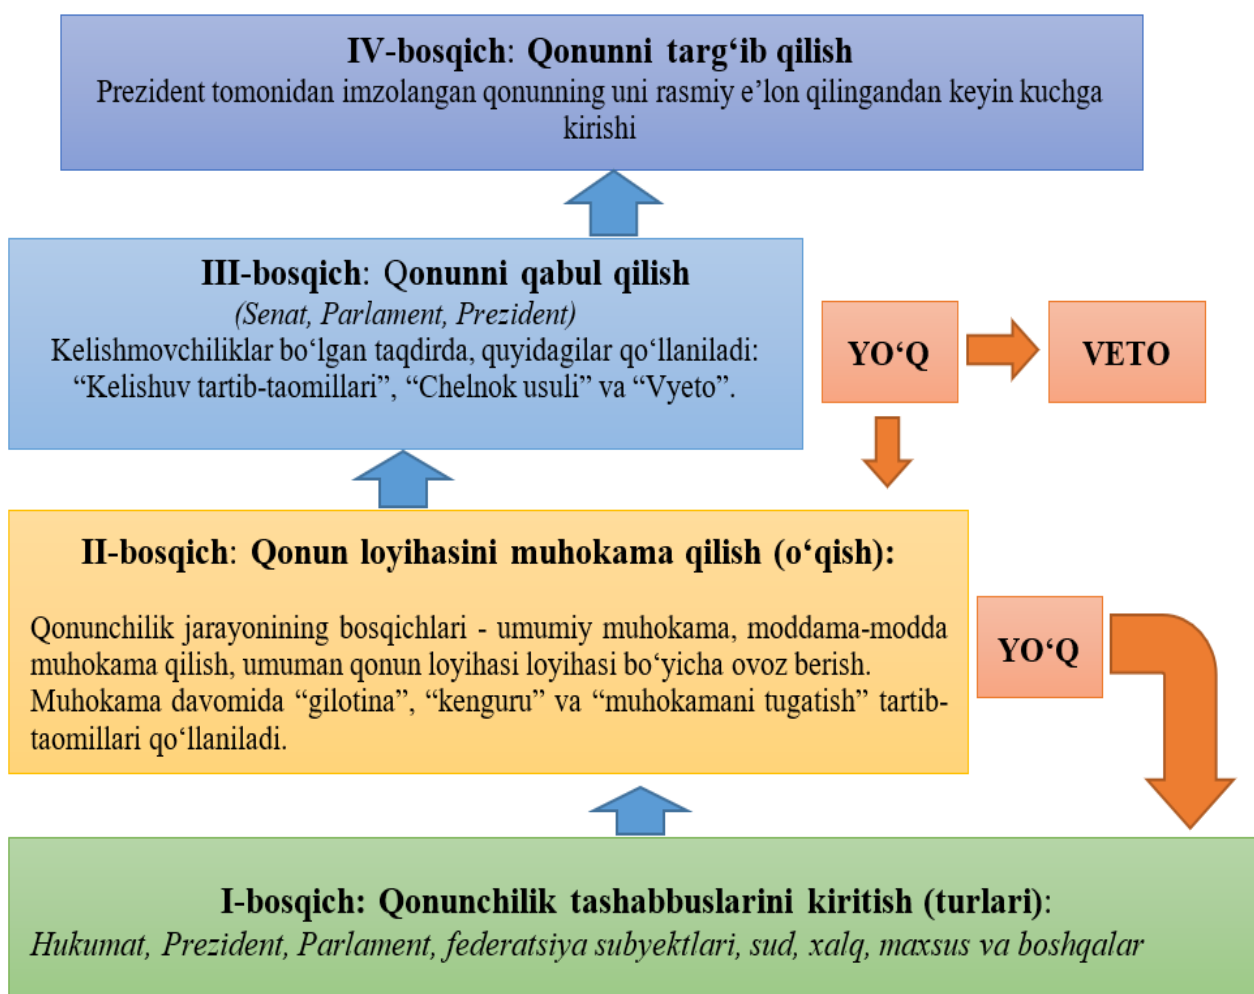 IV-bosqich: Qonunni targ‘ib qilish
Prezident tomonidan imzolangan qonunning uni rasmiy e’lon qilingandan keyin kuchga
kirishi
III-bosqich: Qonunni qabul qilish
(Senat, Parlament, Prezident)
Kelishmovchiliklar bo‘lgan taqdirda, quyidagilar qo‘llaniladi:
“Kelishuv tartib-taomillari”, “Chelnok usuli” va “Vyeto”.
YO‘Q
VETO
II-bosqich: Qonun loyihasini muhokama qilish (o‘qish):
Qonunchilik jarayonining bosqichlari - umumiy muhokama, moddama-modda
muhokama qilish, umuman qonun loyihasi loyihasi bo‘yicha ovoz berish.
Muhokama davomida “gilotina”, “kenguru” va “muhokamani tugatish” tartib-
taomillari qo‘llaniladi.
YO‘Q
I-bosqich: Qonunchilik tashabbuslarini kiritish (turlari):
Hukumat, Prezident, Parlament, federatsiya subyektlari, sud, xalq, maxsus va boshqalar